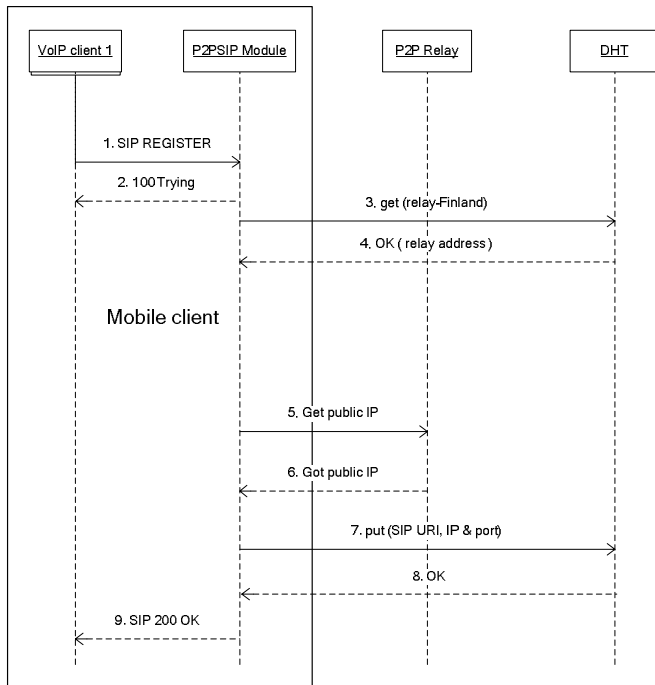 VoIP client 1
P2PSIP Module
P2P Relay
DHT
1. SIP REGISTER
2. 100 Trying
3. get (relay-Finland)
4. OK ( relay address )
Mobile client
5. Get public IP
6. Got public IP
7. put (SIP URI, IP & port)
8. OK
9. SIP 200 OK